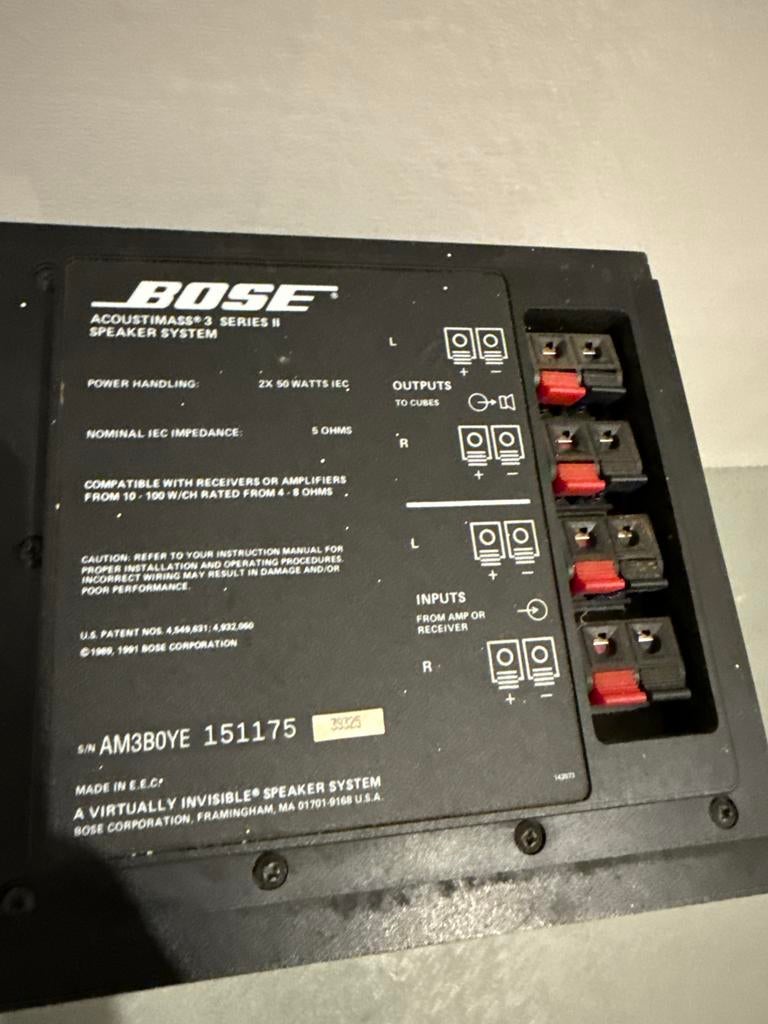 BOSE®
ACOUSTIMASS® 3 SERIES II
SPEAKER SYSTEM
POWER HANDLING: 2X 50 WATTS IEC
NOMINAL IEC IMPEDANCE: 5 OHMS
COMPATIBLE WITH RECEIVERS OR AMPLIFIERS
FROM 10 - 100 W/CH RATED FROM 4 - 8 OHMS
CAUTION: REFER TO YOUR INSTRUCTION MANUAL FOR
PROPER INSTALLATION AND OPERATING PROCEDURES.
INCORRECT WIRING MAY RESULT IN DAMAGE AND/OR
POOR PERFORMANCE.
U.S. PATENT NOS. 4,549,631; 4,932,060
©1989, 1991 BOSE CORPORATION
S/N AM3B0YE 151175 39325
MADE IN E.E.C.
A VIRTUALLY INVISIBLE® SPEAKER SYSTEM
BOSE CORPORATION, FRAMINGHAM, MA 01701-9168 U.S.A.
L
+ −
OUTPUTS
TO CUBES
R
+ −
L
+ −
INPUTS
FROM AMP OR
RECEIVER
R
+ −